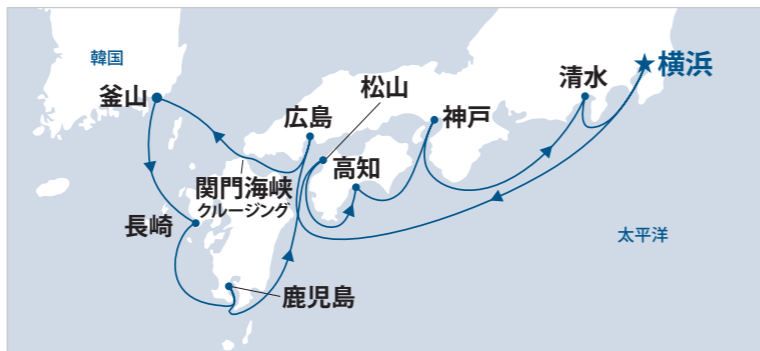 韓国
釜山
松山
広島
神戸
清水
★横浜
高知
関門海峡
クルージング
長崎
太平洋
鹿児島